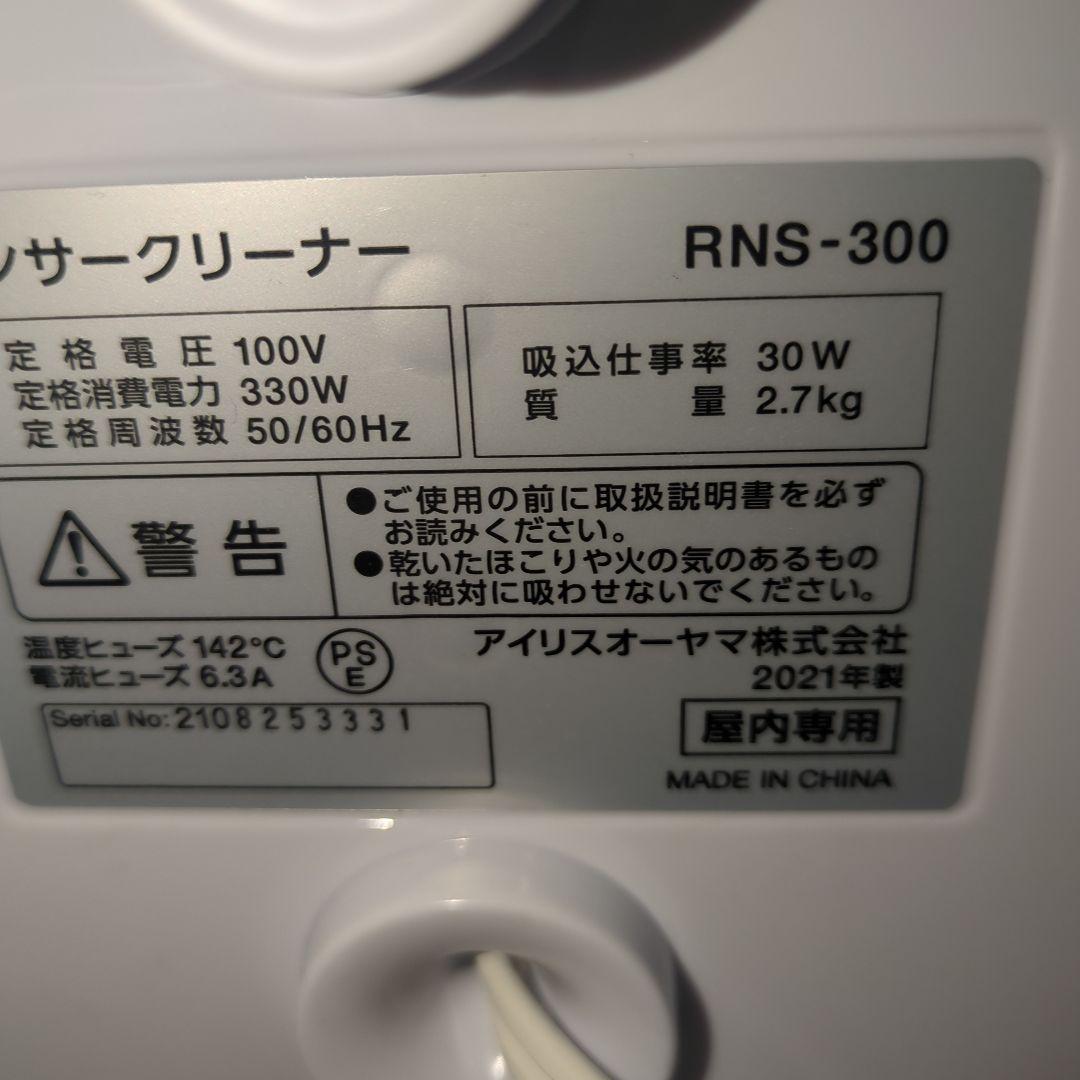 ンサークリーナー RNS-300
定格電圧 100V
定格消費電力 330W
定格周波数 50/60Hz
吸込仕事率 30W
質量 2.7kg
警告
●ご使用の前に取扱説明書を必ず
お読みください。
●乾いたほこりや火の気のあるもの
は絶対に吸わせないでください。
温度ヒューズ 142℃
電流ヒューズ 6.3A
PS
E
アイリスオーヤマ株式会社
2021年製
Serial No: 2108253331
屋内専用
MADE IN CHINA